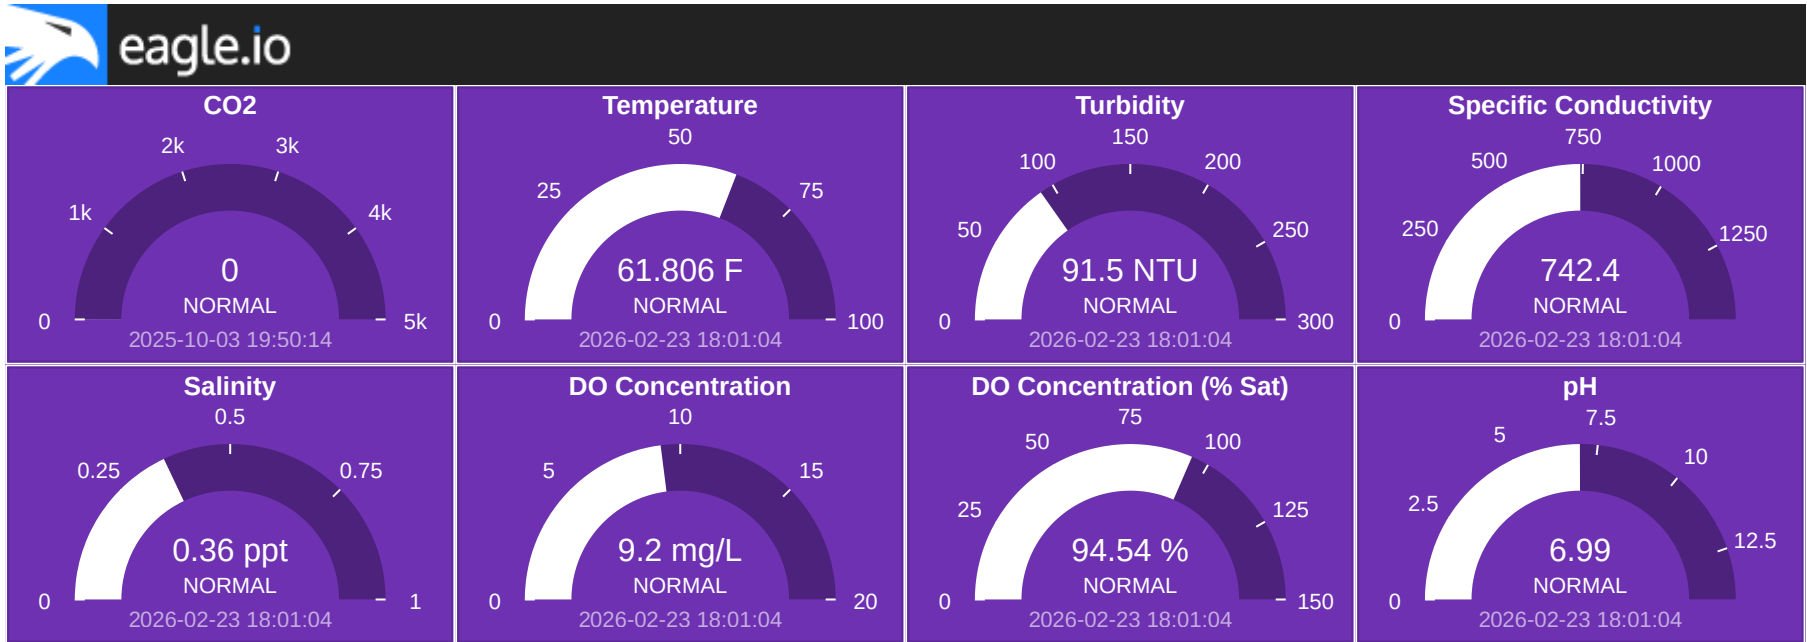 eagle.io
CO2
2k
3k
1k
4k
0
NORMAL
0
5k
2025-10-03 19:50:14
Temperature
50
25
75
61.806 F
NORMAL
0
100
2026-02-23 18:01:04
Turbidity
150
100
200
50
250
91.5 NTU
NORMAL
0
300
2026-02-23 18:01:04
Specific Conductivity
750
500
1000
250
1250
742.4
NORMAL
0
2026-02-23 18:01:04
Salinity
0.5
0.25
0.75
0.36 ppt
NORMAL
0
1
2026-02-23 18:01:04
DO Concentration
10
5
15
9.2 mg/L
NORMAL
0
20
2026-02-23 18:01:04
DO Concentration (% Sat)
75
50
100
25
125
94.54 %
NORMAL
0
150
2026-02-23 18:01:04
pH
7.5
5
10
2.5
12.5
6.99
NORMAL
0
2026-02-23 18:01:04